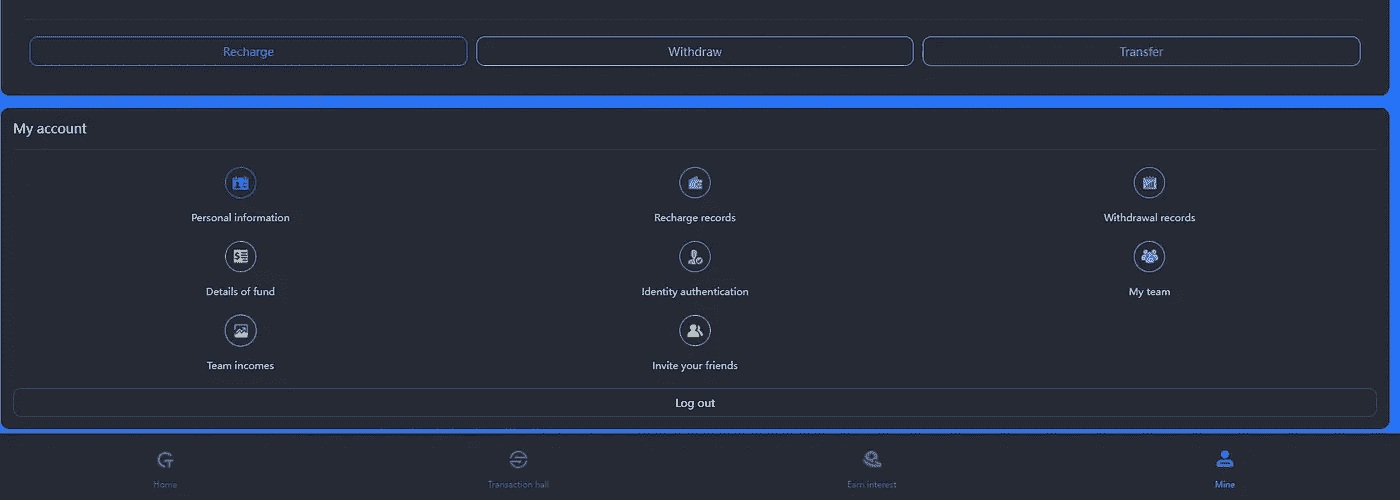 Recharge
Withdraw
Transfer
My account
Personal information
Recharge records
Withdrawal records
Details of fund
Identity authentication
My team
Team incomes
Invite your friends
Log out
Home
Transaction hall
Earn interest
Mine